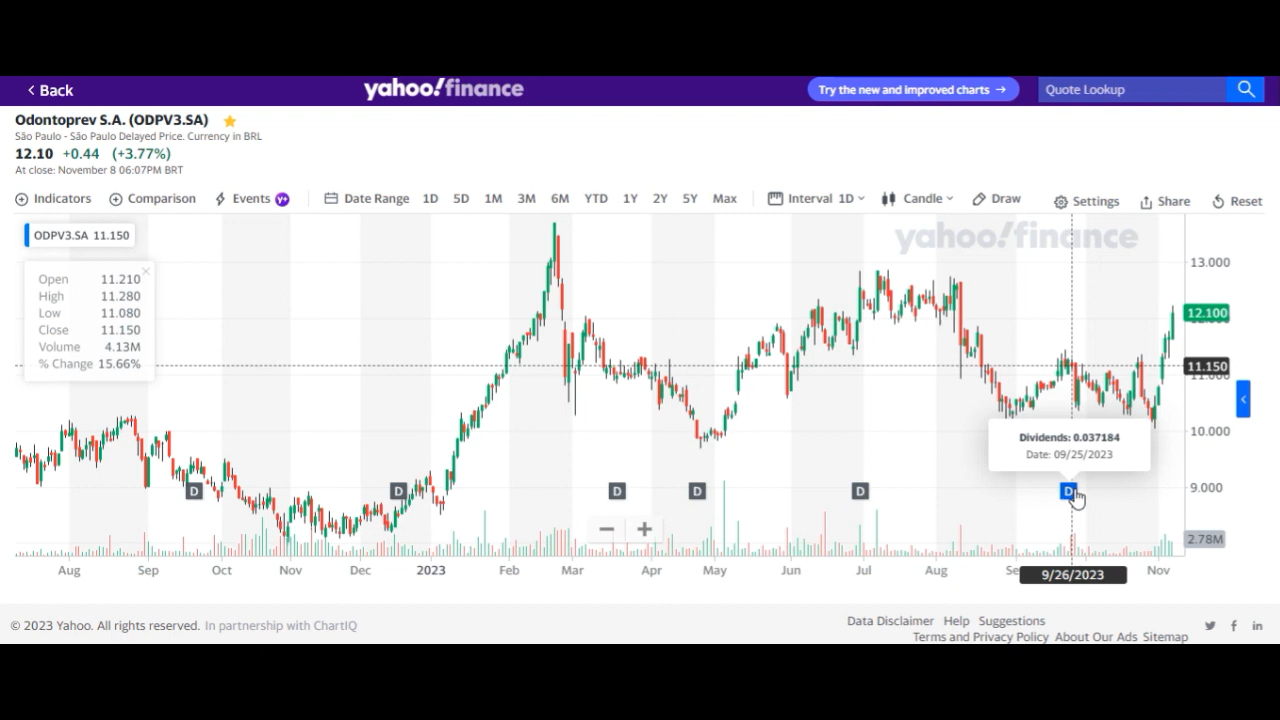 < Back
yahoo!finance
Try the new and improved charts →
Quote Lookup
Odontoprev S.A. (ODPV3.SA)
São Paulo - São Paulo Delayed Price. Currency in BRL
12.10 +0.44 (+3.77%)
At close: November 8 06:07PM BRT
Indicators Comparison Events Y+ Date Range 1D 5D 1M 3M 6M YTD 1Y 2Y 5Y Max Interval 1D Candle Draw Settings Share Reset
ODPV3.SA 11.150
yahoo!finance
Open 11.210
High 11.280
Low 11.080
Close 11.150
Volume 4.13M
% Change 15.66%
13.000
12.100
11.150
11.000
10.000
9.000
2.78M
Dividends: 0.037184
Date: 09/25/2023
D D D D D D
Aug Sep Oct Nov Dec 2023 Feb Mar Apr May Jun Jul Aug Se 9/26/2023 Nov
© 2023 Yahoo. All rights reserved. In partnership with ChartIQ
Data Disclaimer Help Suggestions
Terms and Privacy Policy About Our Ads Sitemap